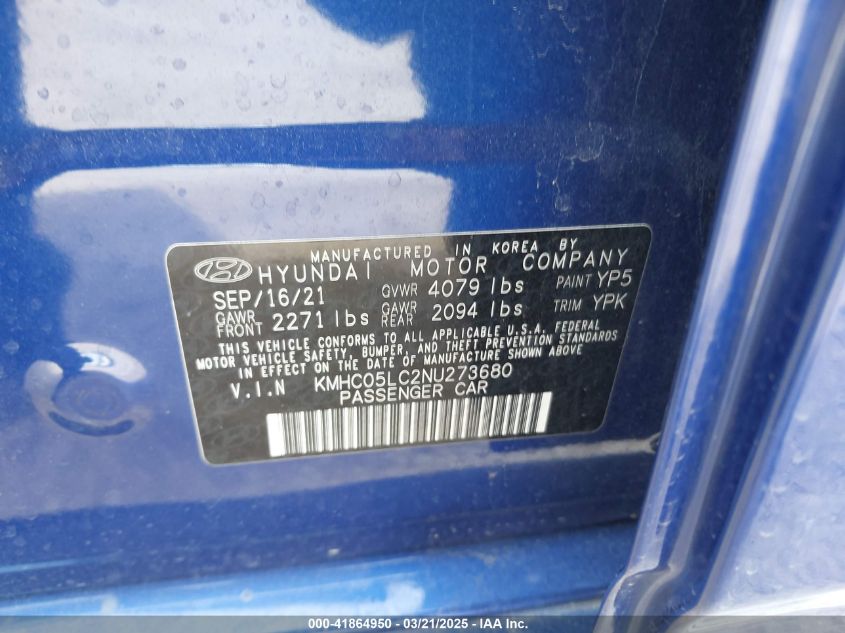 MANUFACTURED IN KOREA BY
HYUNDAI MOTOR COMPANY
SEP/16/21 GVWR 4079 lbs PAINT YP5
GAWR FRONT 2271 lbs GAWR REAR 2094 lbs TRIM YPK
THIS VEHICLE CONFORMS TO ALL APPLICABLE U.S.A. FEDERAL
MOTOR VEHICLE SAFETY, BUMPER, AND THEFT PREVENTION STANDARDS
IN EFFECT ON THE DATE OF MANUFACTURE SHOWN ABOVE
V.I.N KMHC05LC2NU273680
PASSENGER CAR
000-41864950 - 03/21/2025 - IAAI.COM